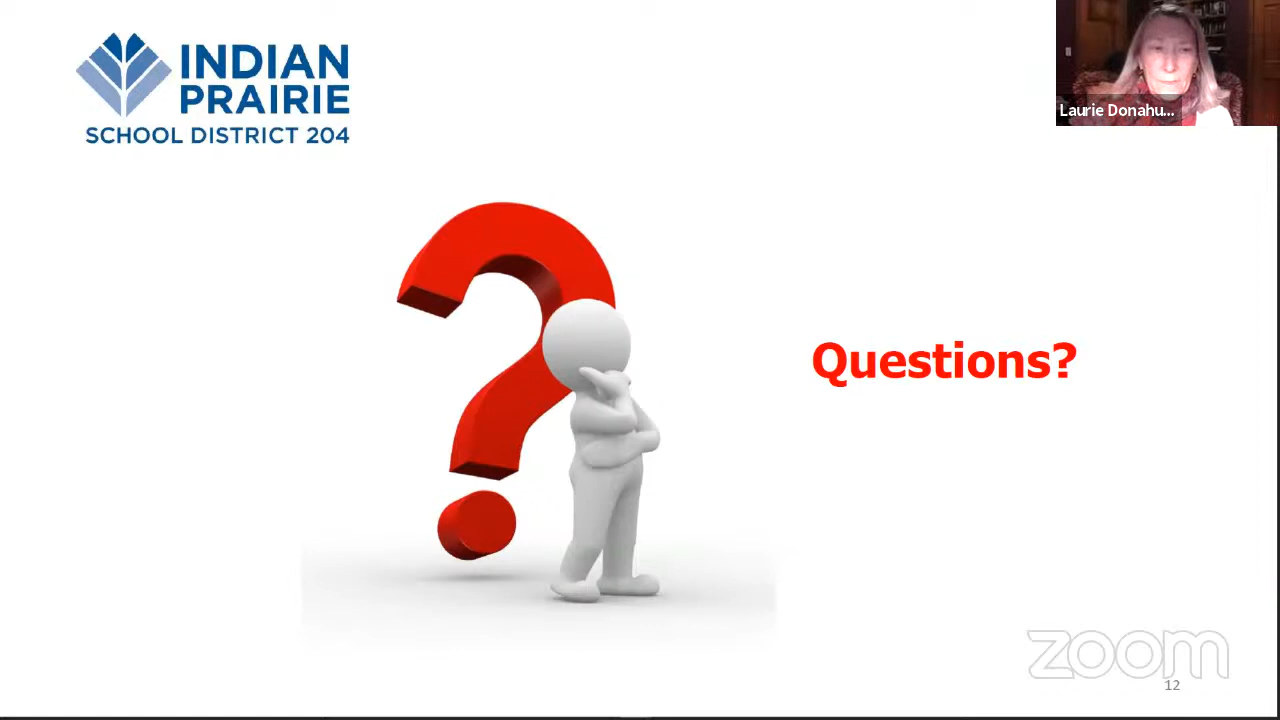 INDIAN
PRAIRIE
SCHOOL DISTRICT 204
Laurie Donahu...
Questions?
zoom
12